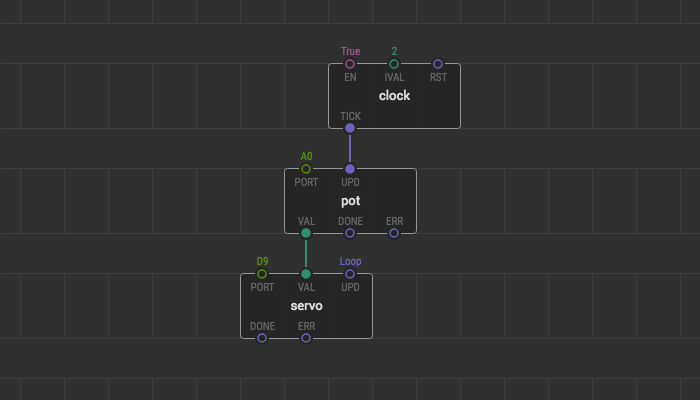 True 2
EN IVAL RST
clock
TICK
A0
PORT UPD
pot
VAL DONE ERR
D9 Loop
PORT VAL UPD
servo
DONE ERR